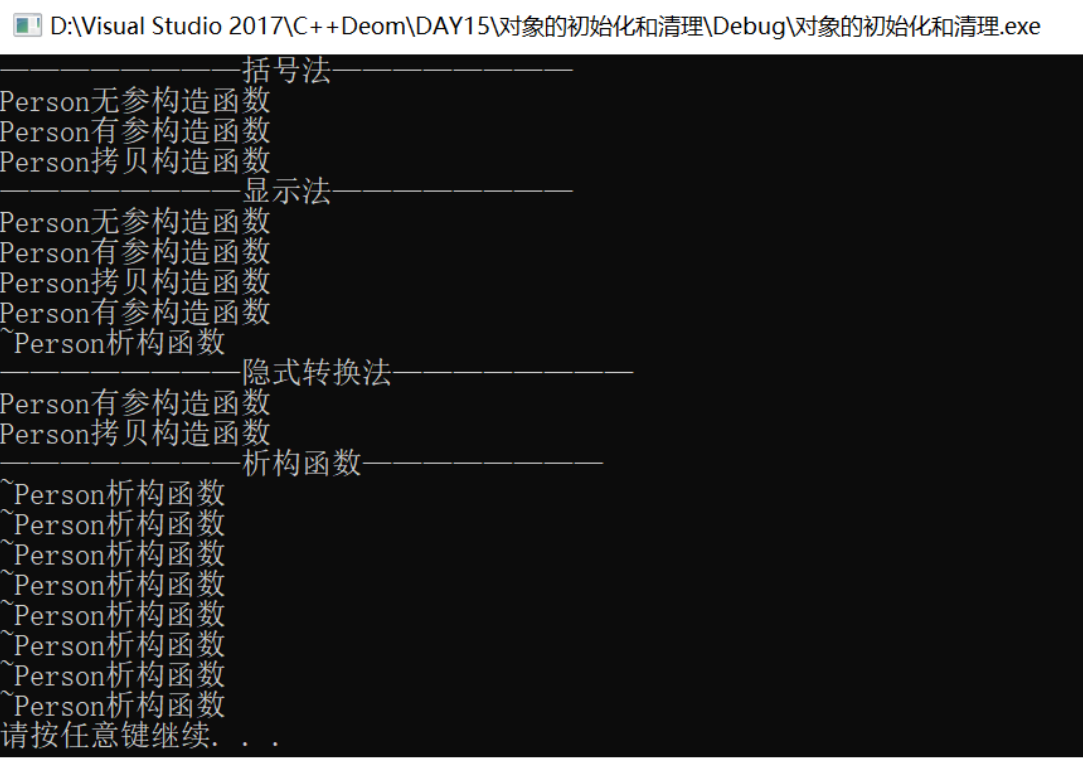 D:\Visual Studio 2017\C++Deom\DAY15\对象的初始化和清理\Debug\对象的初始化和清理.exe
————————括号法————————
Person无参构造函数
Person有参构造函数
Person拷贝构造函数
————————显示法————————
Person无参构造函数
Person有参构造函数
Person拷贝构造函数
Person有参构造函数
~Person析构函数
————————隐式转换法————————
Person有参构造函数
Person拷贝构造函数
————————析构函数————————
~Person析构函数
~Person析构函数
~Person析构函数
~Person析构函数
~Person析构函数
~Person析构函数
~Person析构函数
~Person析构函数
请按任意键继续. . .